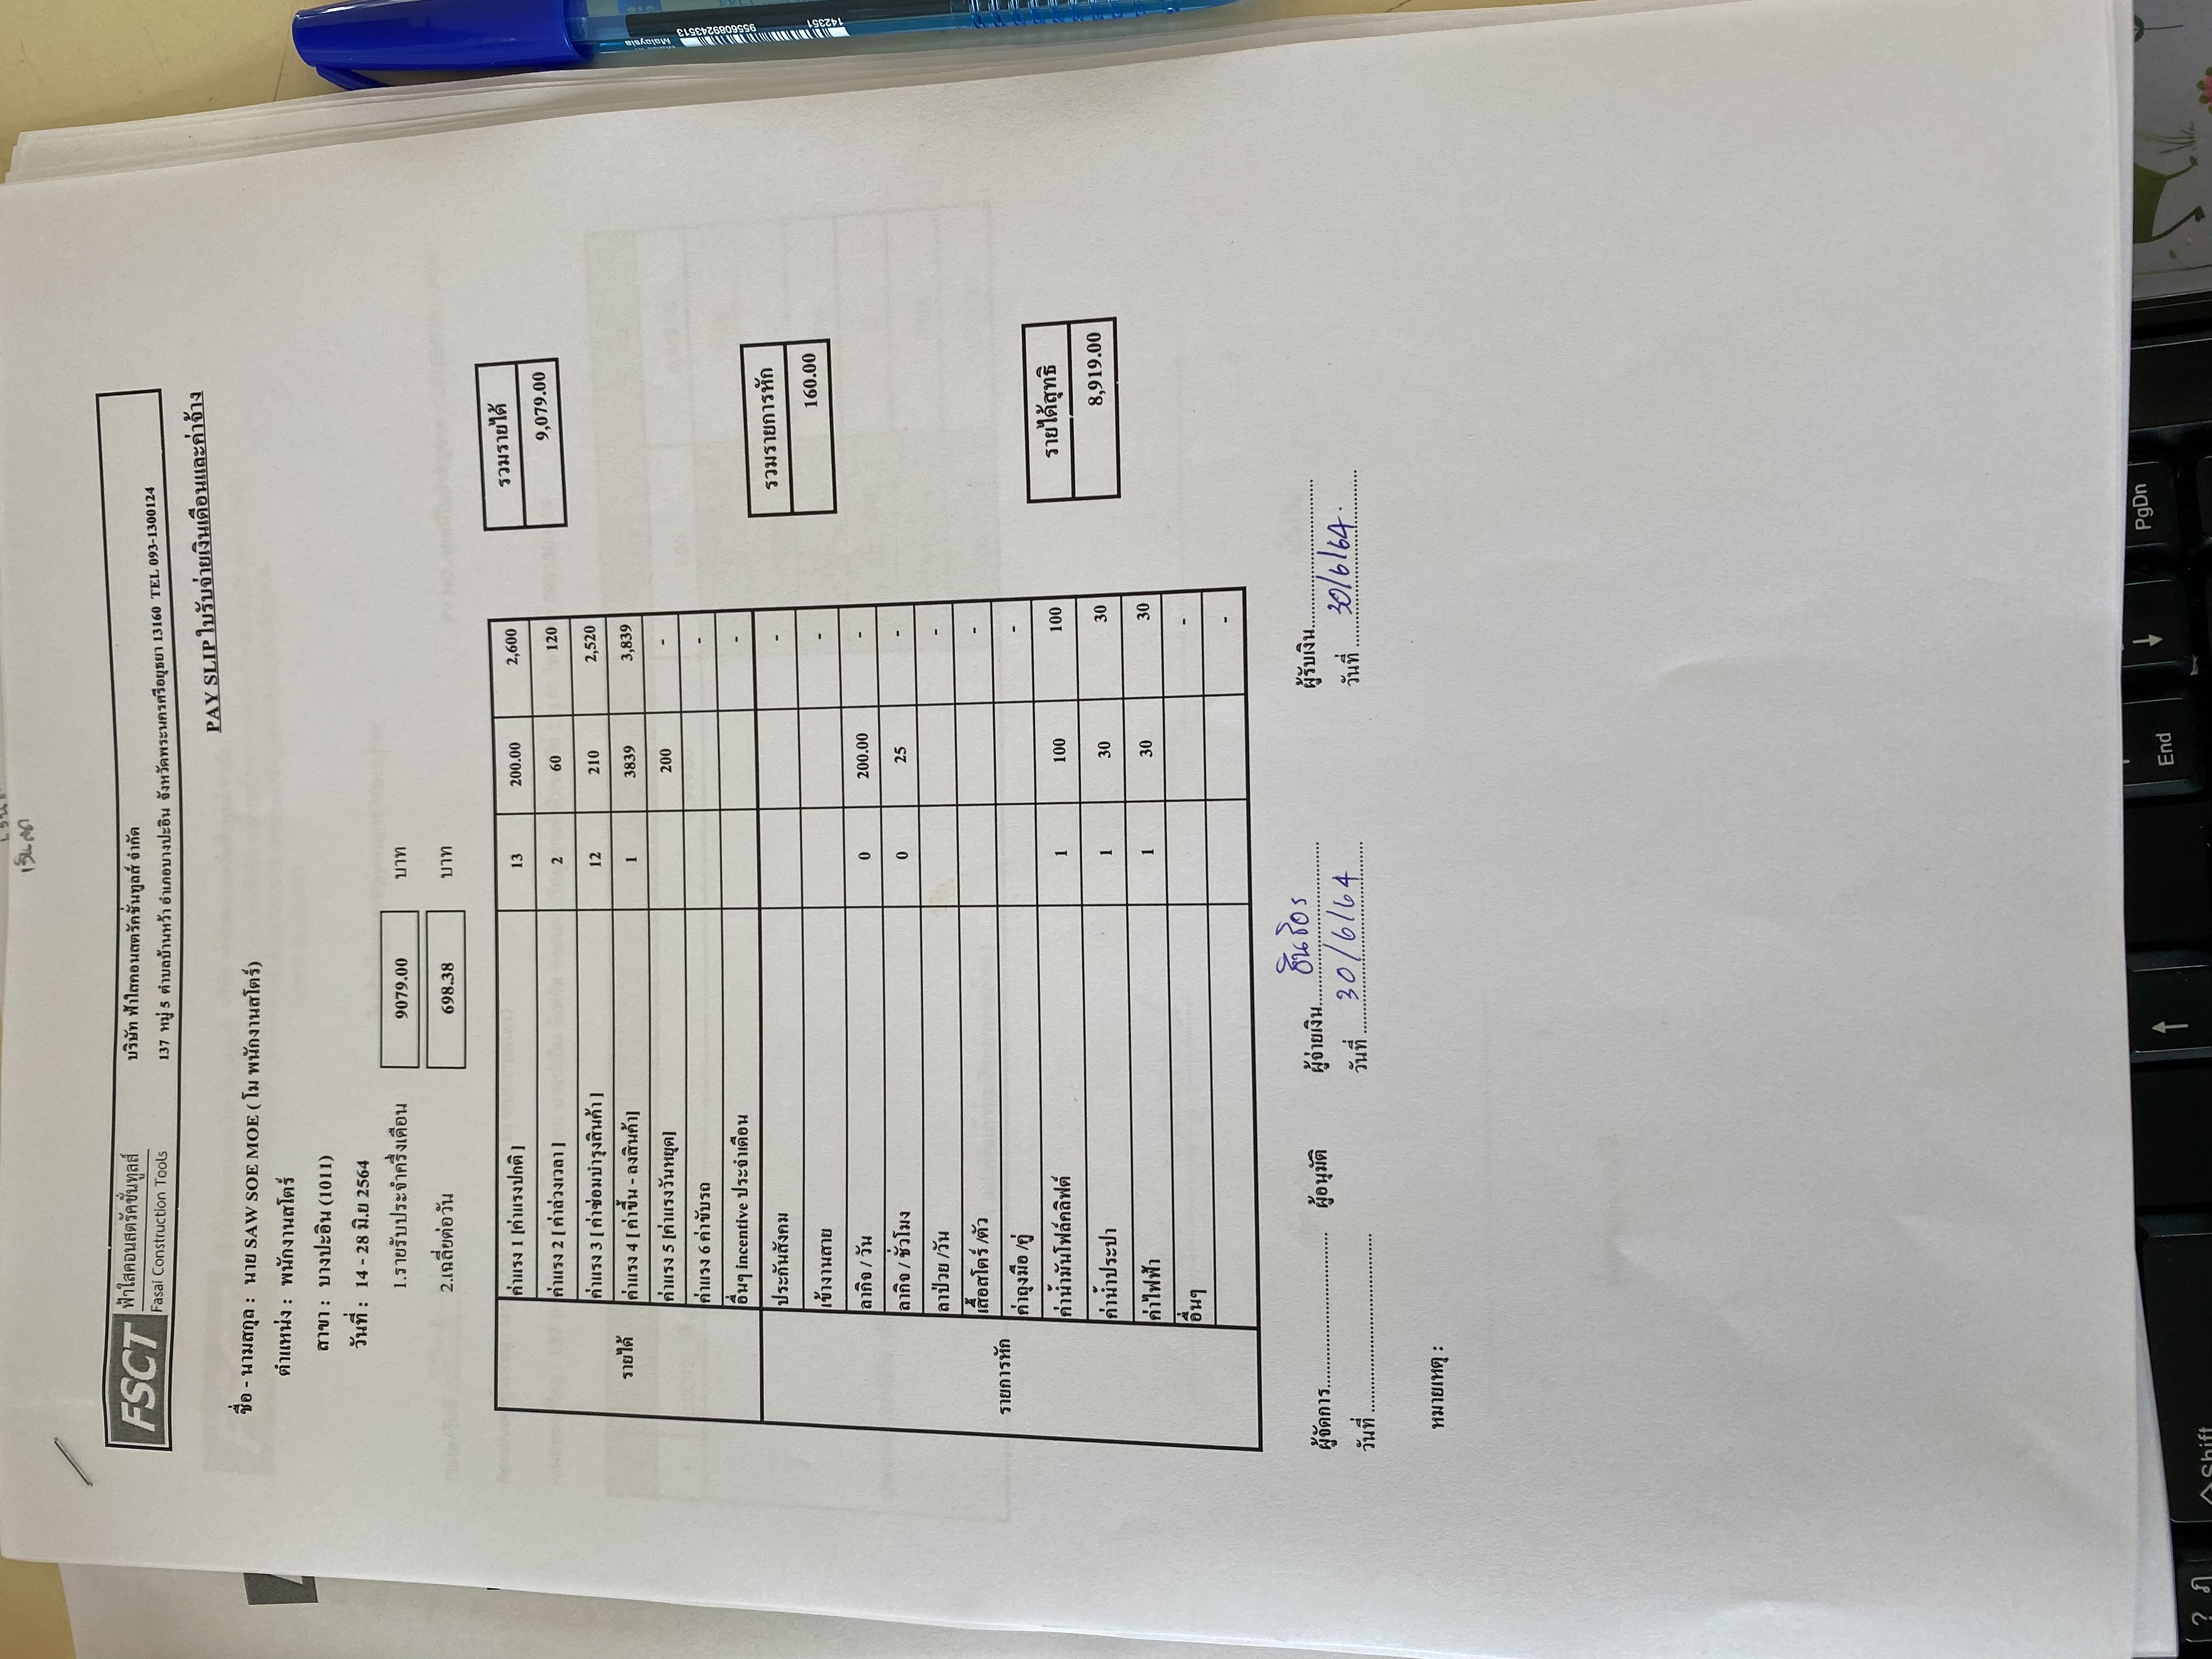 เงินสด
FSCT ฟ้าใสคอนสตรัคชั่นทูลส์
Fasai Construction Tools
บริษัท ฟ้าใสคอนสตรัคชั่นทูลส์ จำกัด
137 หมู่ 5 ตำบลบ้านหว้า อำเภอบางปะอิน จังหวัดพระนครศรีอยุธยา 13160 TEL 093-1300124
PAY SLIP ใบรับจ่ายเงินเดือนและค่าจ้าง
ชื่อ - นามสกุล : นาย SAW SOE MOE ( โม พนักงานสโตร์)
ตำแหน่ง : พนักงานสโตร์
สาขา : บางปะอิน (1011)
วันที่ : 14 - 28 มิ.ย 2564
1.รายรับประจำครึ่งเดือน 9079.00 บาท
2.เฉลี่ยต่อวัน 698.38 บาท
รายได้
ค่าแรง 1 [ค่าแรงปกติ ] 13 200.00 2,600
ค่าแรง 2 [ ค่าล่วงเวลา ] 2 60 120
ค่าแรง 3 [ ค่าซ่อมบำรุงสินค้า ] 12 210 2,520
ค่าแรง 4 [ ค่าขึ้น - ลงสินค้า] 1 3839 3,839
ค่าแรง 5 [ค่าแรงวันหยุด] 200 -
ค่าแรง 6 ค่าขับรถ -
อื่นๆ incentive ประจำเดือน -
รวมรายได้
9,079.00
รายการหัก
ประกันสังคม -
เข้างานสาย -
ลากิจ / วัน 0 200.00 -
ลากิจ / ชั่วโมง 0 25 -
ลาป่วย /วัน -
เสื้อสโตร์ /ตัว -
ค่าถุงมือ /คู่ -
ค่าน้ำมันโฟล์คลิฟต์ 1 100 100
ค่าน้ำประปา 1 30 30
ค่าไฟฟ้า 1 30 30
อื่นๆ -
-
รวมรายการหัก
160.00
รายได้สุทธิ
8,919.00
ผู้จัดการ.................................... ผู้อนุมัติ ผู้จ่ายเงิน.................................... ผู้รับเงิน....................................
วันที่ .................................... วันที่ 30/6/64 วันที่ 30/6/64.
หมายเหตุ :
Malaysia
9556089243513
142351
End
PgDn
Shift
? ฦ